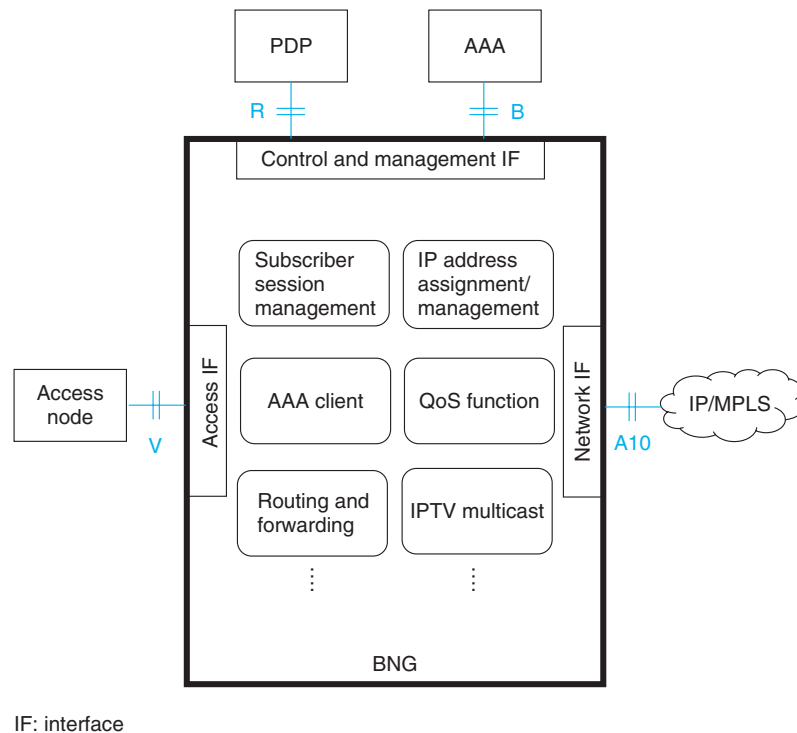 PDP
AAA
R
B
Control and management IF
Subscriber
session
management
IP address
assignment/
management
Access IF
Network IF
Access
node
V
AAA client
QoS function
IP/MPLS
A10
Routing and
forwarding
IPTV multicast
BNG
IF: interface